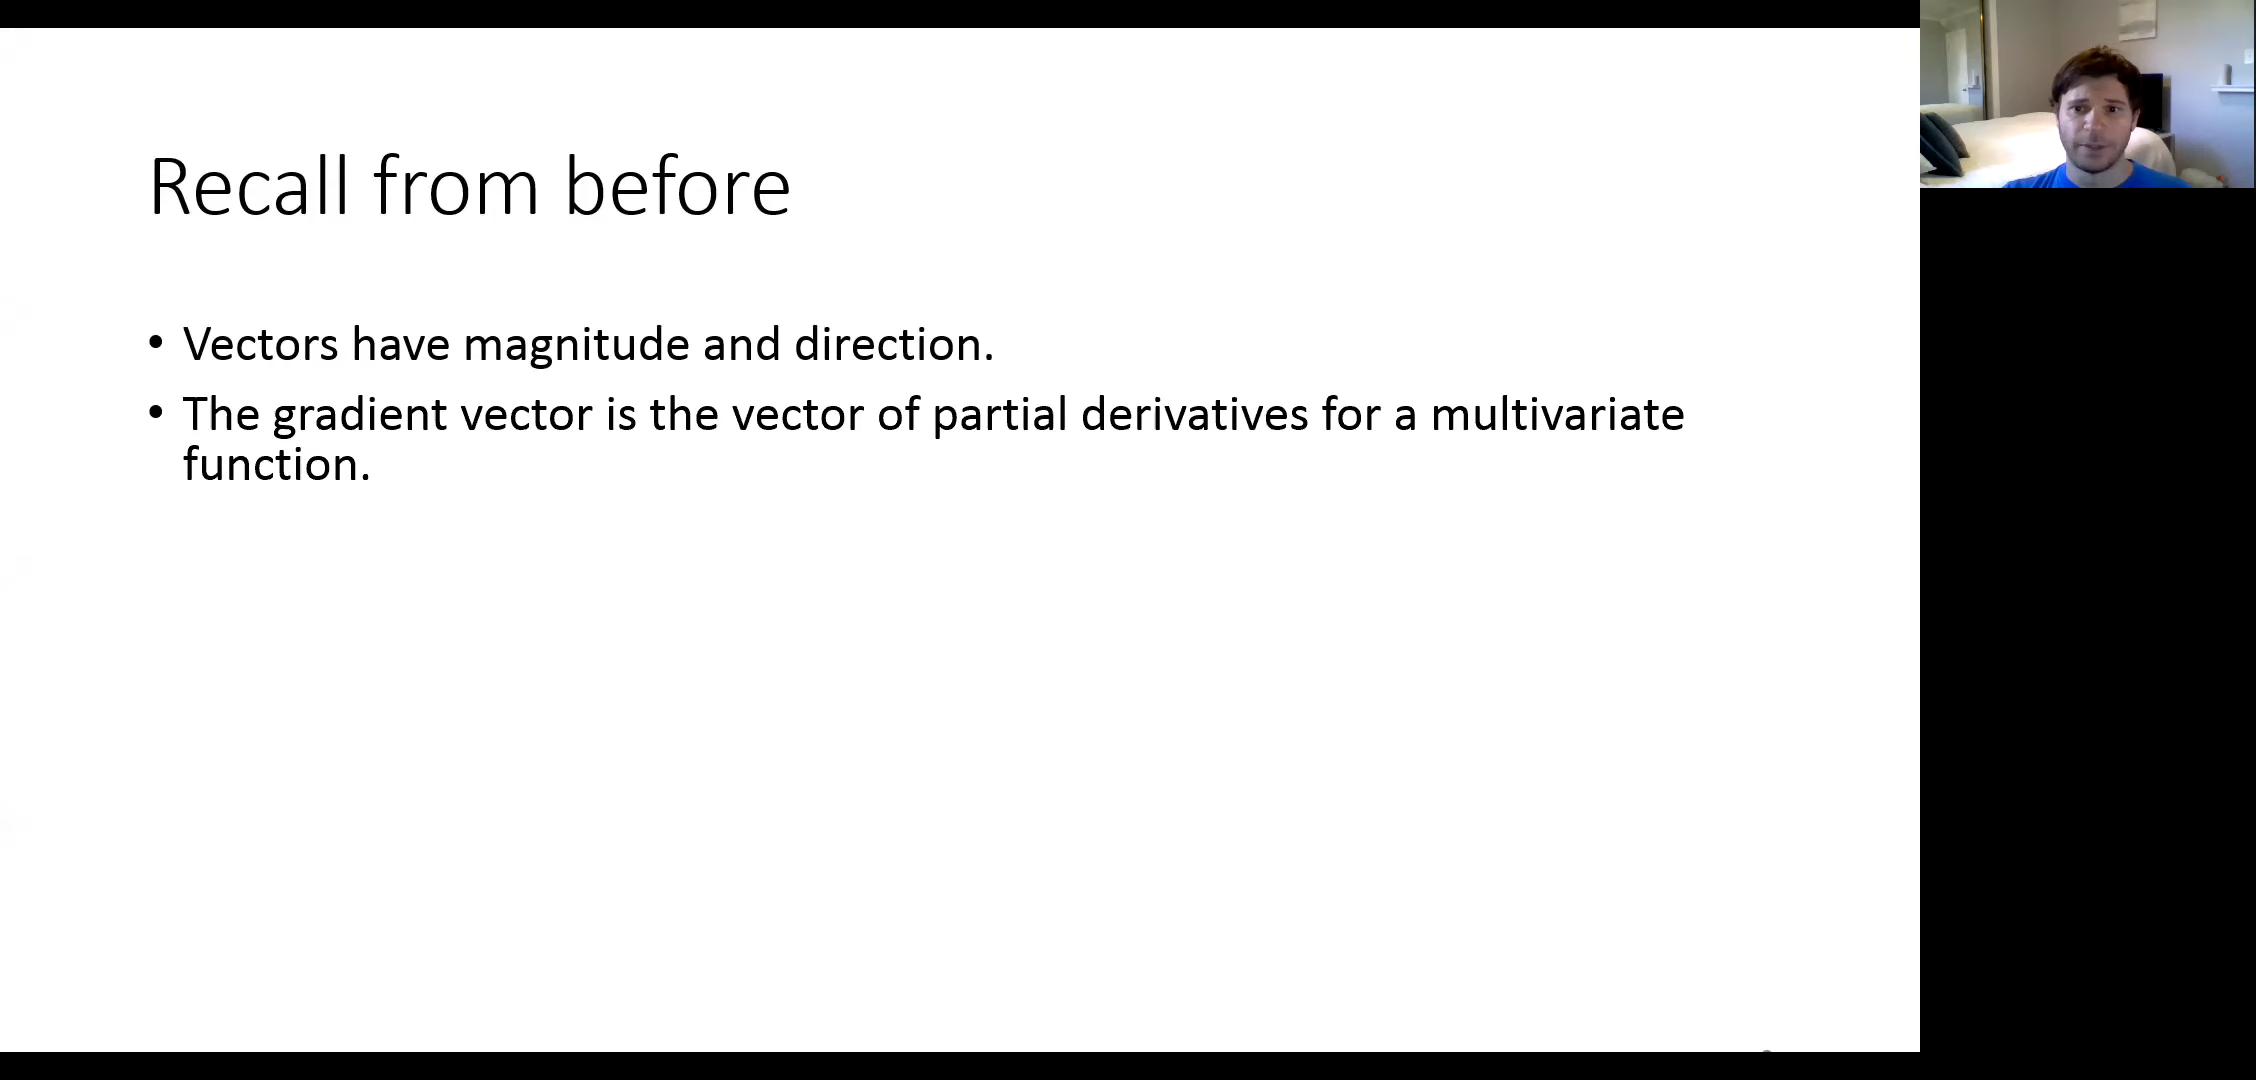 Recall from before
• Vectors have magnitude and direction.
• The gradient vector is the vector of partial derivatives for a multivariate
function.